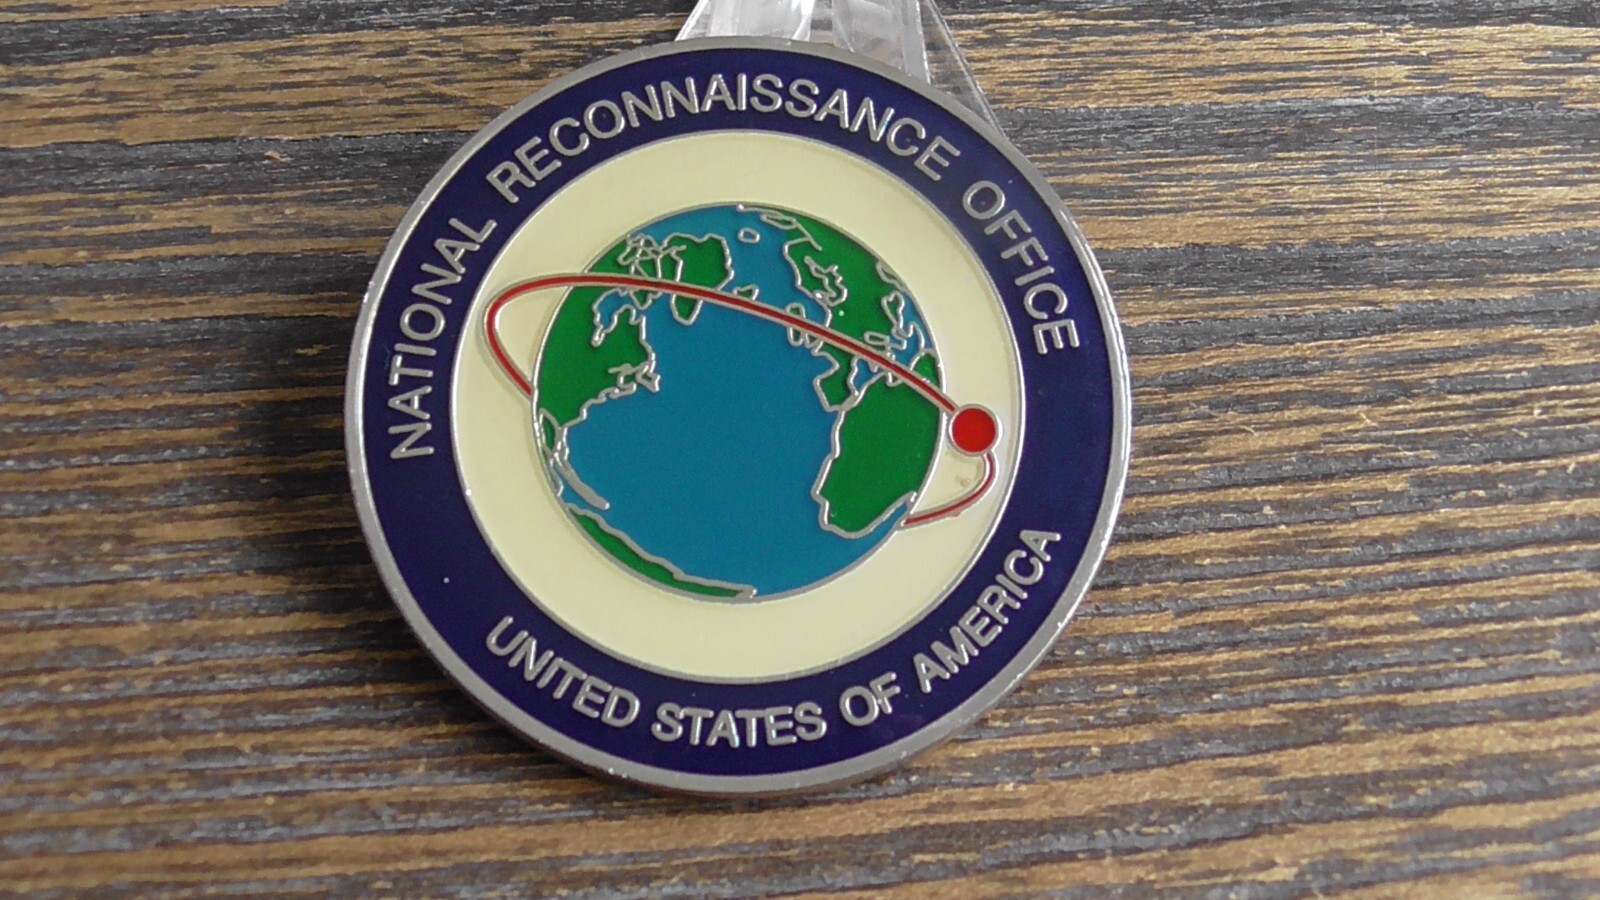 NATIONAL RECONNAISSANCE OFFICE
UNITED STATES OF AMERICA